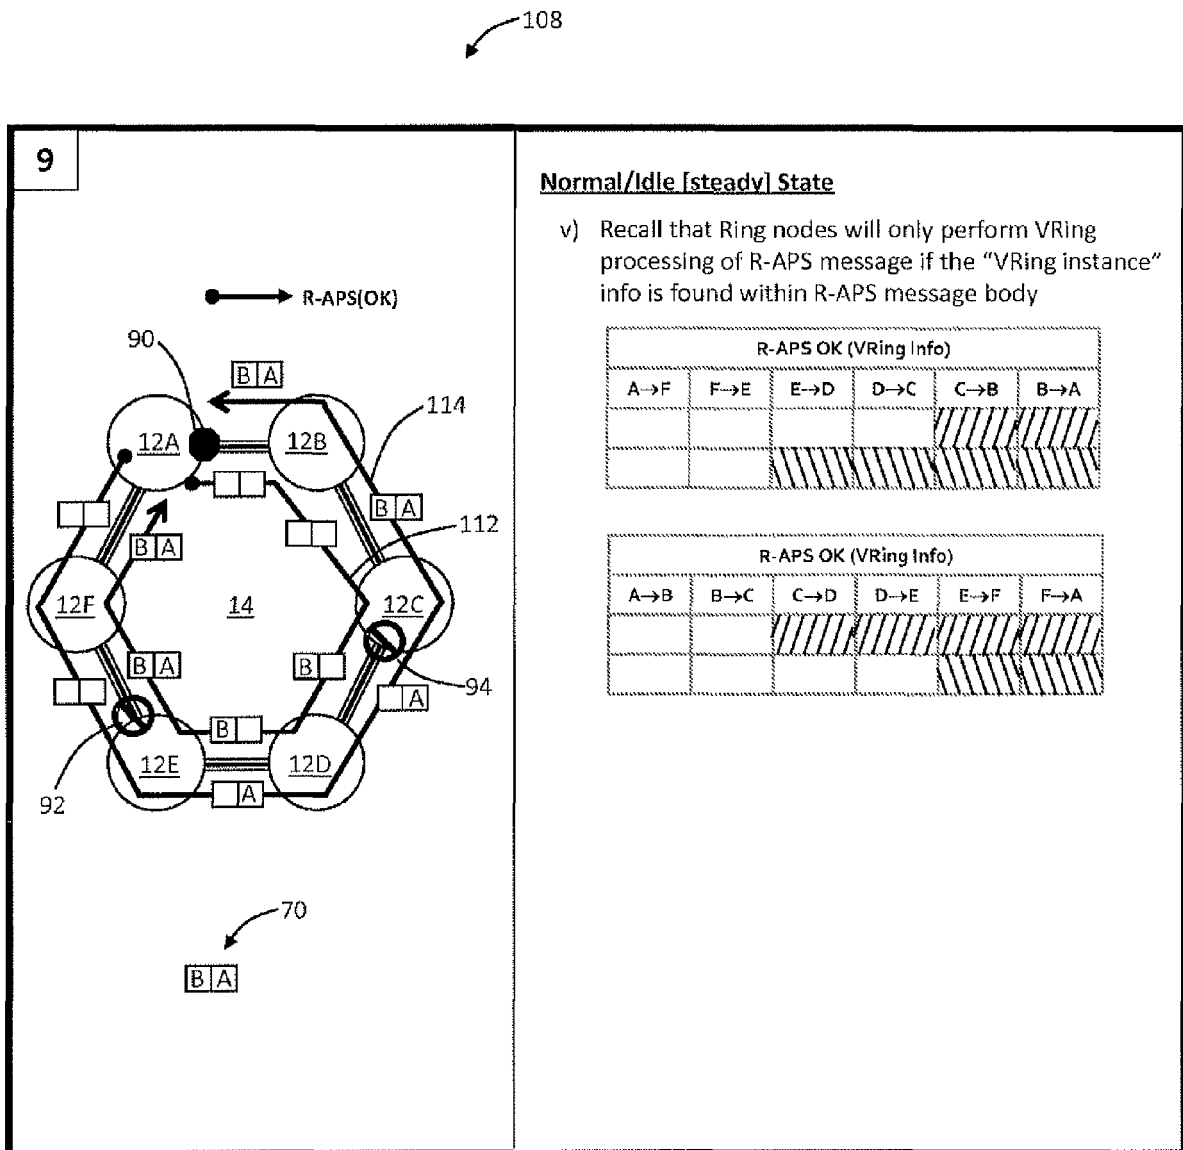 108
9
Normal/Idle [steady] State
v) Recall that Ring nodes will only perform VRing
processing of R-APS message if the "VRing instance"
info is found within R-APS message body
R-APS(OK)
90
B A
114
12A
12B
B A
112
B A
12F
14
12C
B A
B
94
A
B
12E
12D
92
A
70
B A
R-APS OK (VRing Info)
A→F F→E E→D D→C C→B B→A
R-APS OK (VRing Info)
A→B B→C C→D D→E E→F F→A